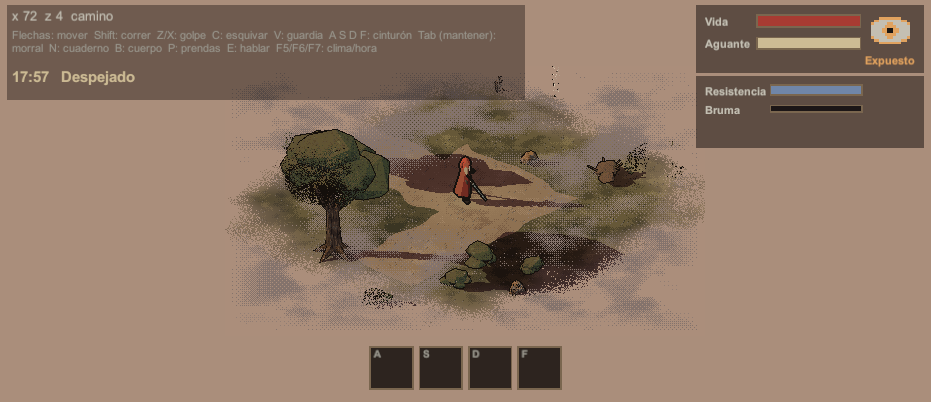 x 72 z 4 camino
Flechas: mover Shift: correr Z/X: golpe C: esquivar V: guardia A S D F: cinturón Tab (mantener):
morral N: cuaderno B: cuerpo P: prendas E: hablar F5/F6/F7: clima/hora
17:57 Despejado
Vida
Aguante
Expuesto
Resistencia
Bruma
A S D F